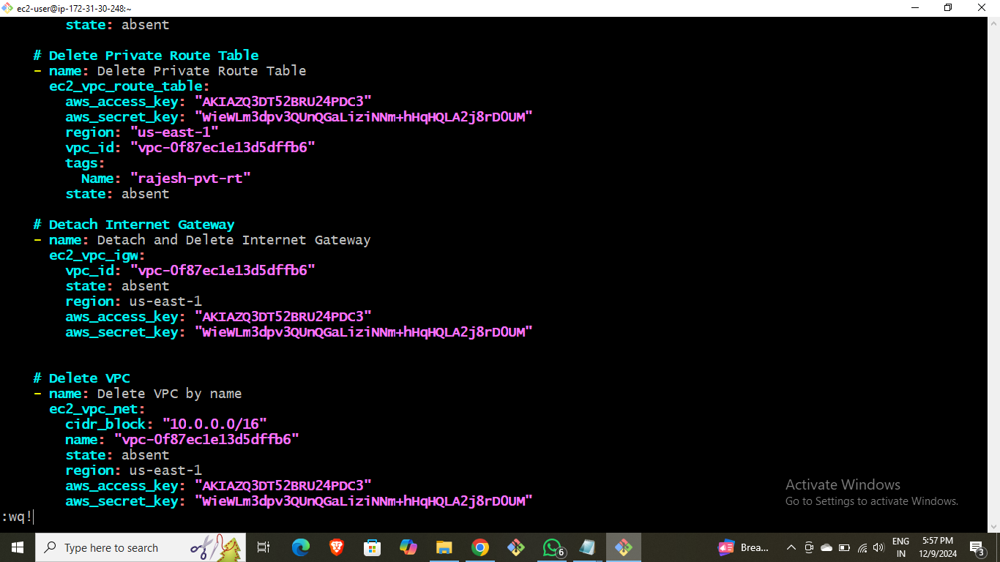 ec2-user@ip-172-31-30-248:~
state: absent
# Delete Private Route Table
- name: Delete Private Route Table
ec2_vpc_route_table:
aws_access_key: "AKIAZQ3DT52BRU24PDC3"
aws_secret_key: "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"
region: "us-east-1"
vpc_id: "vpc-0f87ec1e13d5dffb6"
tags:
Name: "rajesh-pvt-rt"
state: absent
# Detach Internet Gateway
- name: Detach and Delete Internet Gateway
ec2_vpc_igw:
vpc_id: "vpc-0f87ec1e13d5dffb6"
state: absent
region: us-east-1
aws_access_key: "AKIAZQ3DT52BRU24PDC3"
aws_secret_key: "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"
# Delete VPC
- name: Delete VPC by name
ec2_vpc_net:
cidr_block: "10.0.0.0/16"
name: "vpc-0f87ec1e13d5dffb6"
state: absent
region: us-east-1
aws_access_key: "AKIAZQ3DT52BRU24PDC3"
aws_secret_key: "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"
:wq!
Activate Windows
Go to Settings to activate Windows.
Type here to search
6
Brea...
ENG
IN
5:57 PM
12/9/2024
3